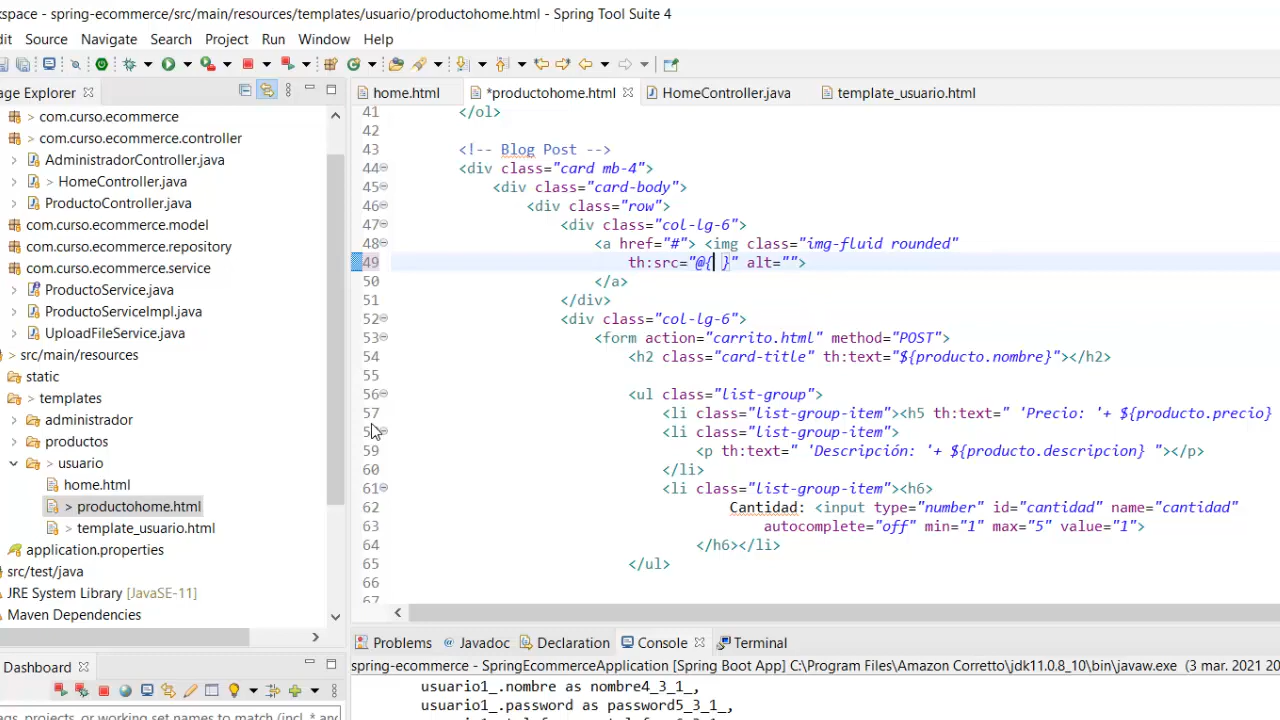 kspace - spring-ecommerce/src/main/resources/templates/usuario/productohome.html - Spring Tool Suite 4
dit Source Navigate Search Project Run Window Help
age Explorer
home.html *productohome.html HomeController.java template_usuario.html
> com.curso.ecommerce
> com.curso.ecommerce.controller
AdministradorController.java
> HomeController.java
ProductoController.java
com.curso.ecommerce.model
com.curso.ecommerce.repository
com.curso.ecommerce.service
ProductoService.java
ProductoServiceImpl.java
UploadFileService.java
> src/main/resources
static
> templates
administrador
productos
> usuario
home.html
> productohome.html
> template_usuario.html
application.properties
src/test/java
JRE System Library [JavaSE-11]
Maven Dependencies
41 </ol>
42
43 <!-- Blog Post -->
44 <div class="card mb-4">
45 <div class="card-body">
46 <div class="row">
47 <div class="col-lg-6">
48 <a href="#"> <img class="img-fluid rounded"
49 th:src="@{ }" alt="">
50 </a>
51 </div>
52 <div class="col-lg-6">
53 <form action="carrito.html" method="POST">
54 <h2 class="card-title" th:text="${producto.nombre}"></h2>
55
56 <ul class="list-group">
57 <li class="list-group-item"><h5 th:text=" 'Precio: '+ ${producto.precio}
<li class="list-group-item">
59 <p th:text=" 'Descripción: '+ ${producto.descripcion} "></p>
60 </li>
61 <li class="list-group-item"><h6>
62 Cantidad: <input type="number" id="cantidad" name="cantidad"
63 autocomplete="off" min="1" max="5" value="1">
64 </h6></li>
65 </ul>
66
67
Problems @ Javadoc Declaration Console Terminal
spring-ecommerce - SpringEcommerceApplication [Spring Boot App] C:\Program Files\Amazon Corretto\jdk11.0.8_10\bin\javaw.exe (3 mar. 2021 20
usuario1_.nombre as nombre4_3_1_,
usuario1_.password as password5_3_1_,
Dashboard